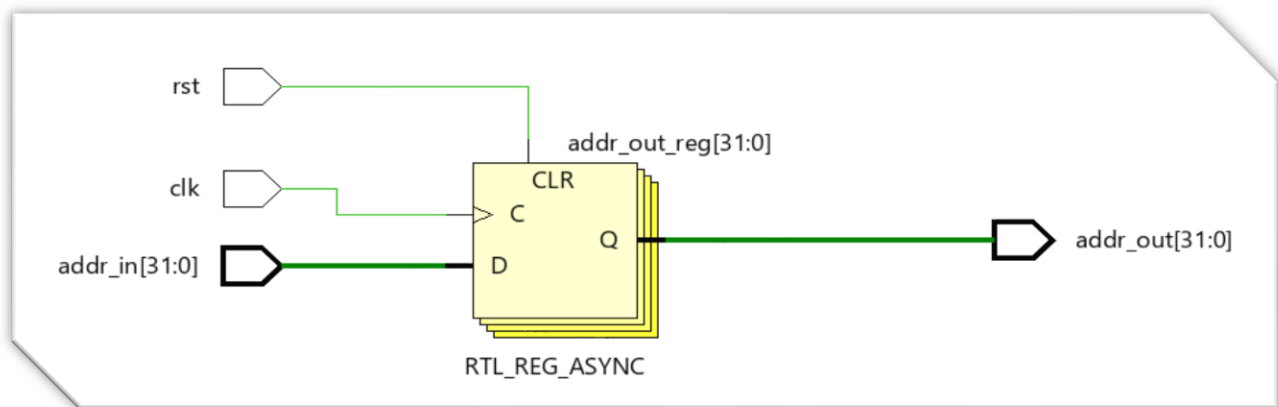 rst
addr_out_reg[31:0]
CLR
clk
C
Q
addr_out[31:0]
addr_in[31:0]
D
RTL_REG_ASYNC